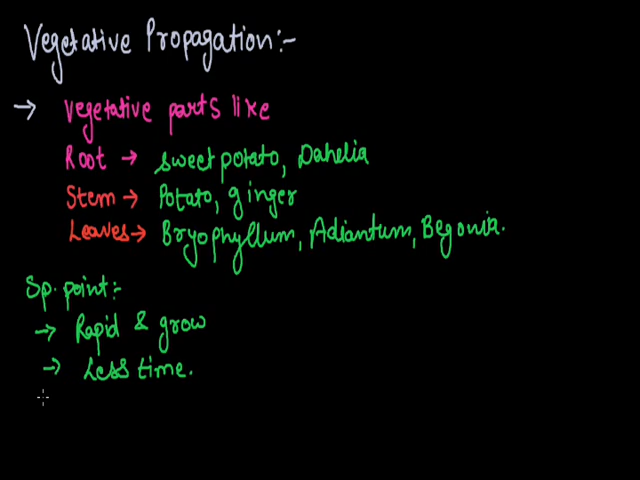 Vegetative Propagation:-
→ Vegetative parts like
Root → sweet potato, Dahelia
Stem → Potato, ginger
Leaves → Bryophyllum, Adiantum, Begonia.
Sp. point:-
→ Rapid & grow
→ Less time.